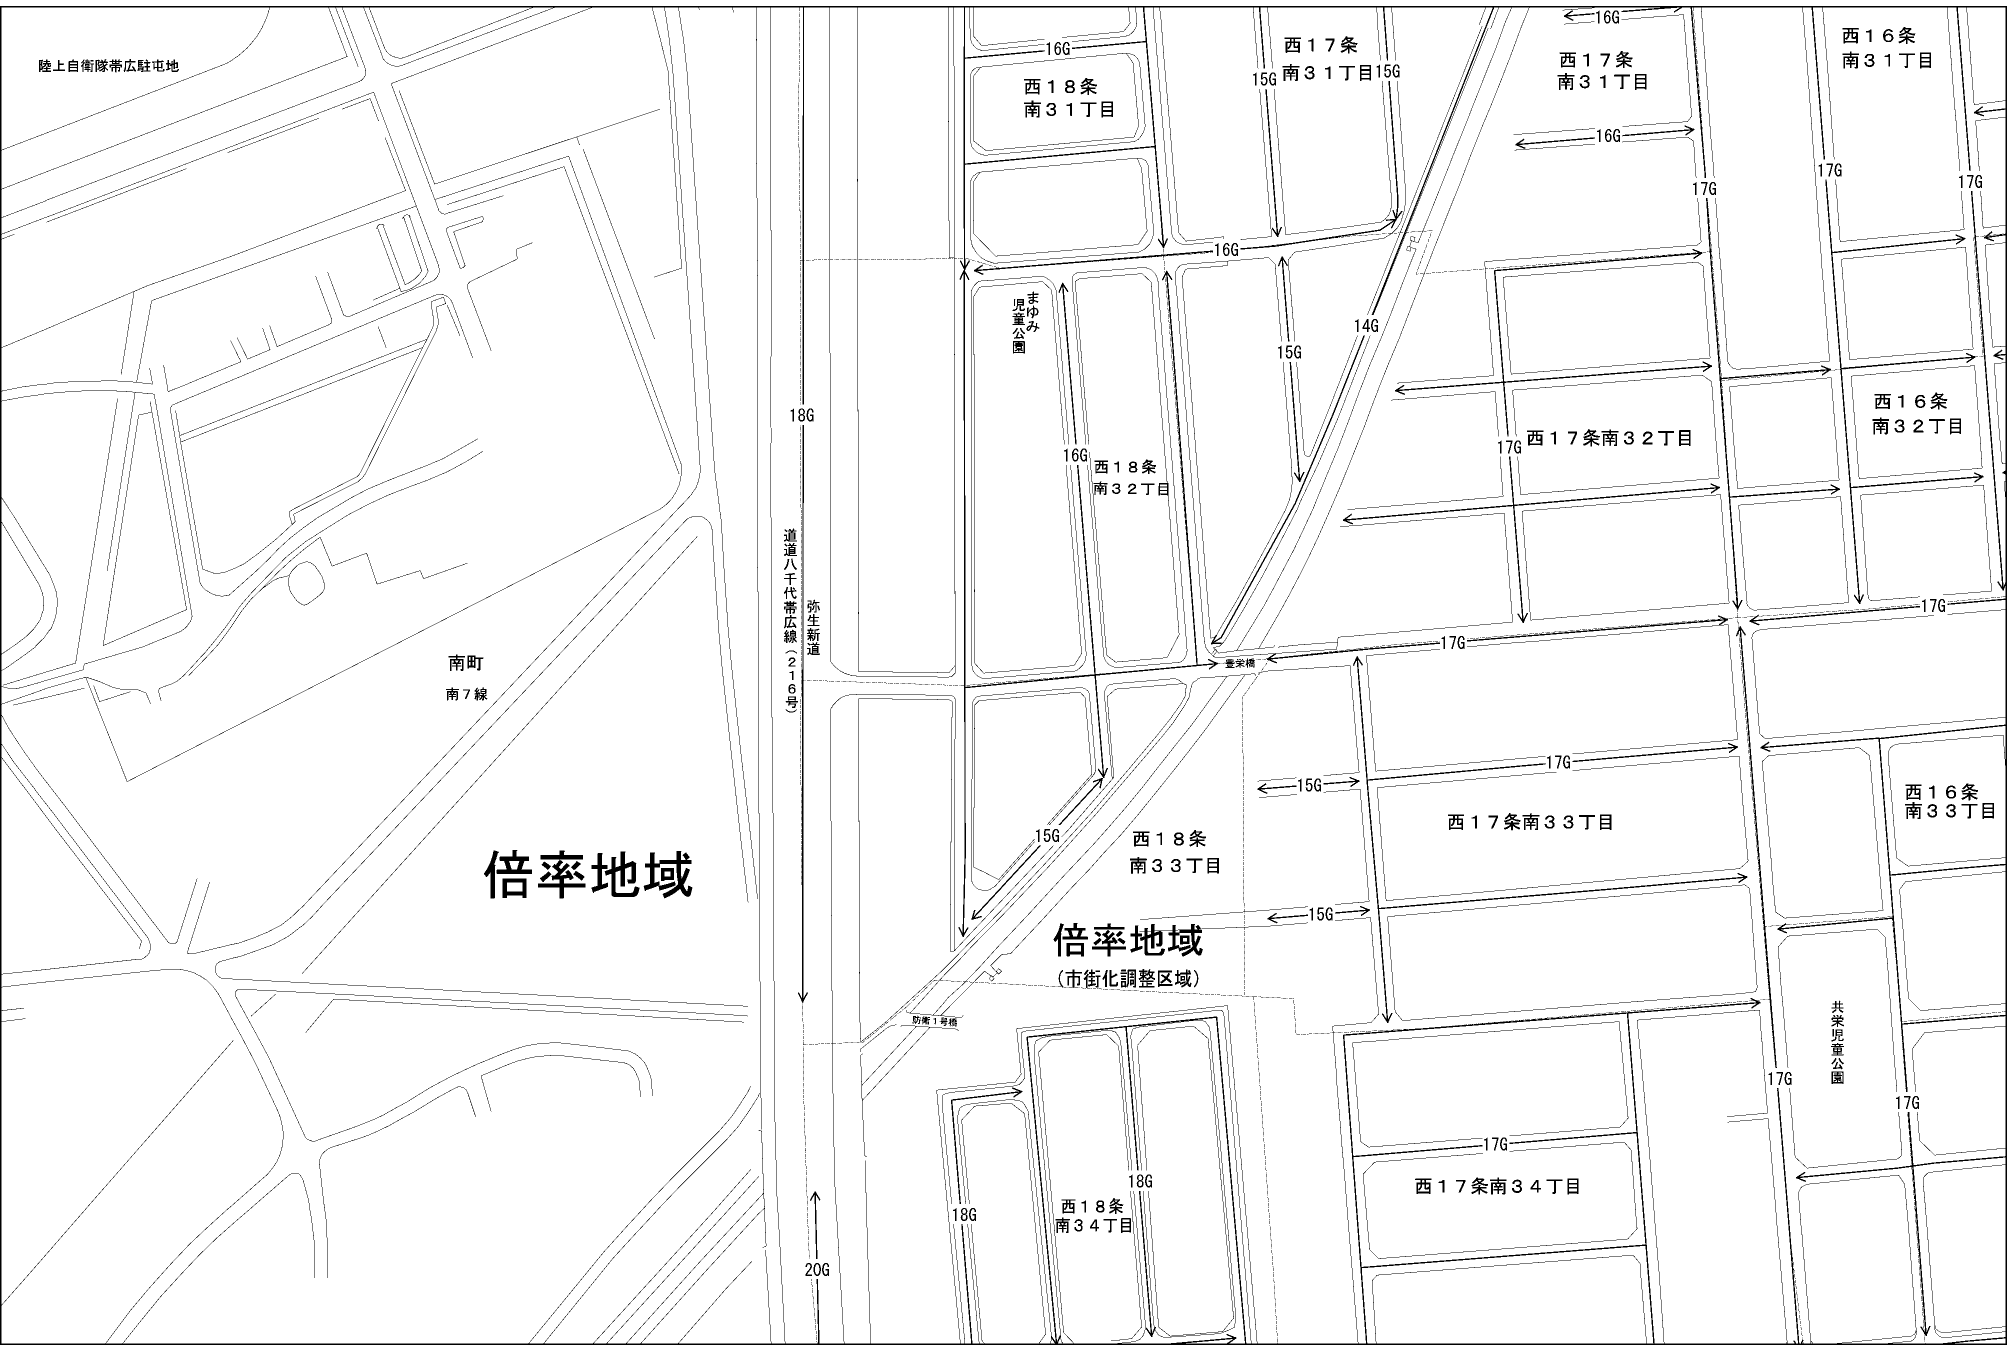 陸上自衛隊帯広駐屯地
16G
西１８条
南３１丁目
西１７条
南３１丁目
15G
15G
16G
西１７条
南３１丁目
16G
西１６条
南３１丁目
17G
17G
17G
16G
まゆみ
児童公園
15G
14G
18G
16G
西１８条
南３２丁目
17G
西１７条南３２丁目
西１６条
南３２丁目
道道八千代帯広線（２１６号）
弥生新道
南町
南７線
豊栄橋
17G
17G
15G
17G
西１６条
南３３丁目
西１７条南３３丁目
15G
西１８条
南３３丁目
倍率地域
15G
倍率地域
（市街化調整区域）
防衛１号橋
共栄児童公園
17G
17G
17G
西１７条南３４丁目
18G
18G
西１８条
南３４丁目
20G